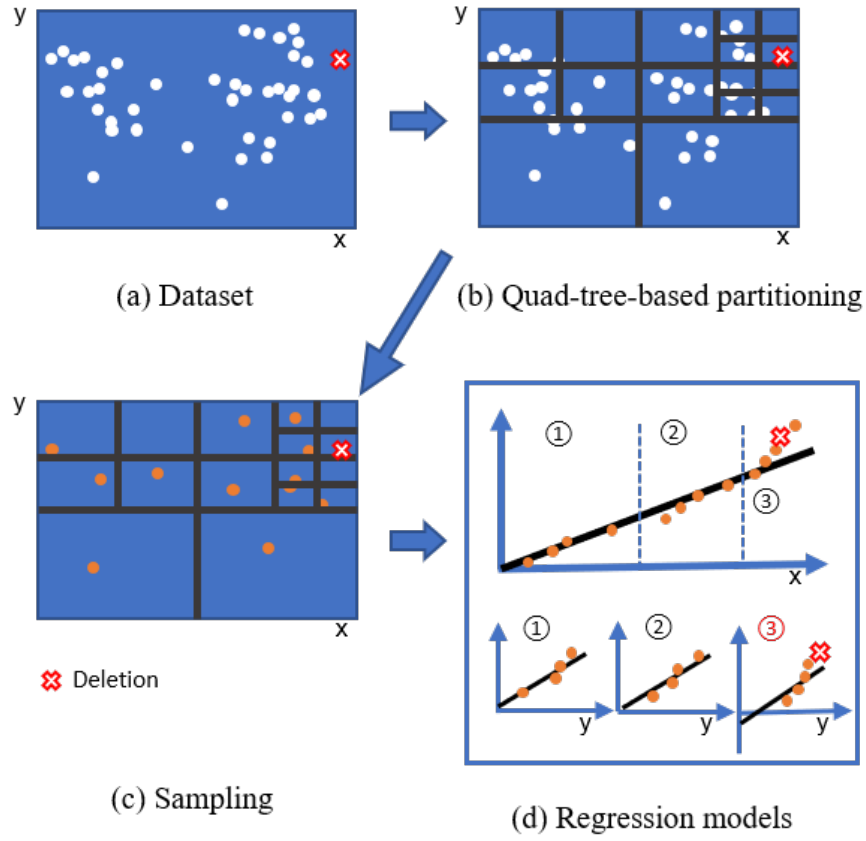 y
x
(a) Dataset
x
(b) Quad-tree-based partitioning
y
x
Deletion
(c) Sampling
①
②
③
x
①
②
③
y
y
y
(d) Regression models